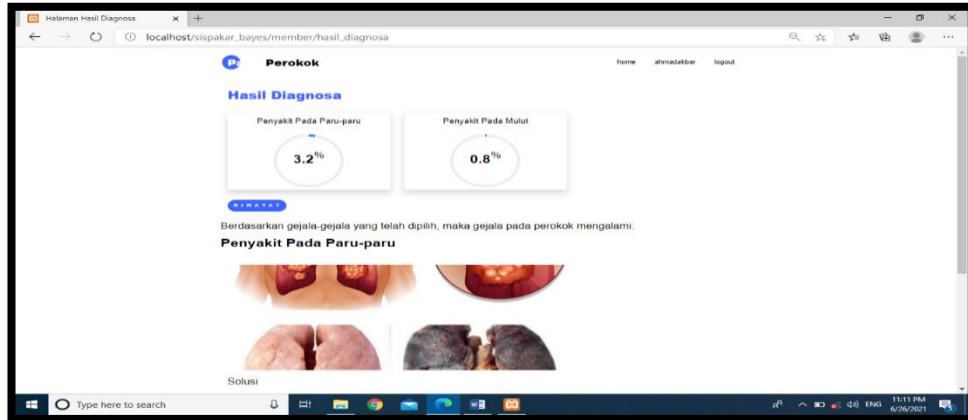 Halaman Hasil Diagnosa
localhost/sispakar_bayes/member/hasil_diagnosa
Perokok
home ahmadakbar logout
Hasil Diagnosa
Penyakit Pada Paru-paru
3.2%
Penyakit Pada Mulut
0.8%
RIWAYAT
Berdasarkan gejala-gejala yang telah dipilih, maka gejala pada perokok mengalami:
Penyakit Pada Paru-paru
Solusi
Type here to search
ENG
11:11 PM
6/26/2021